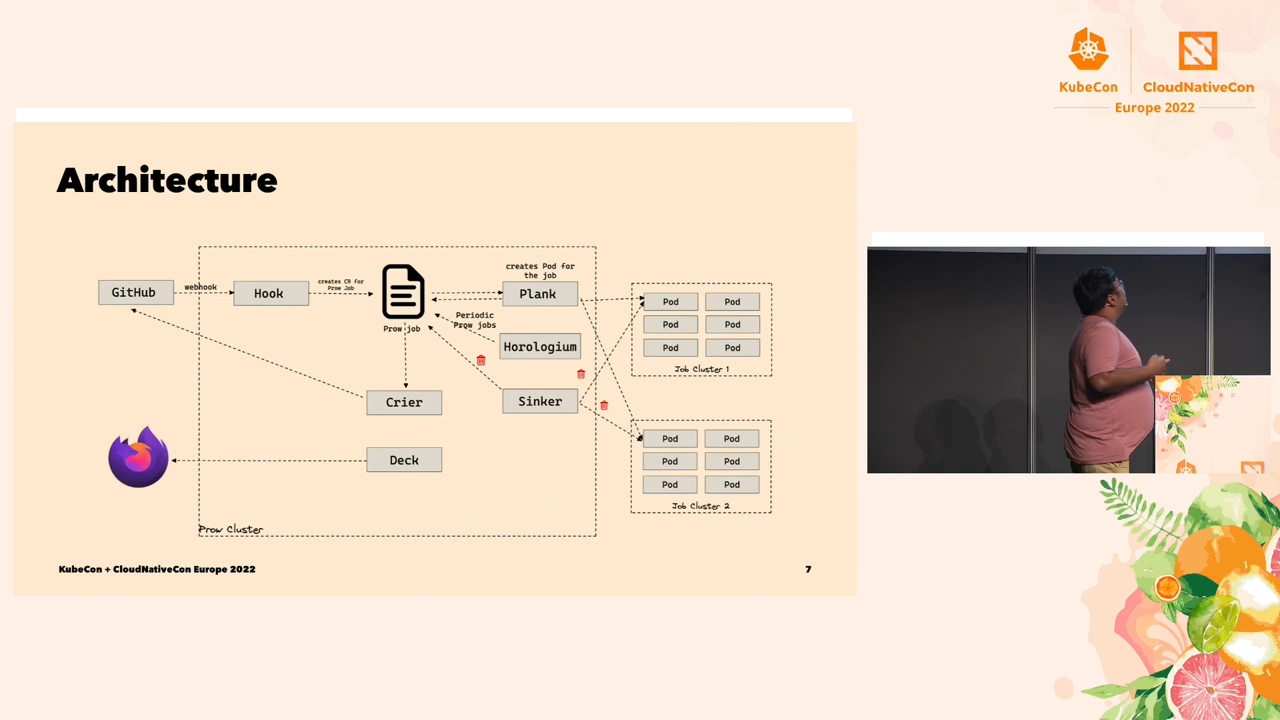 KubeCon
CloudNativeCon
Europe 2022
Architecture
GitHub
webhook
Hook
creates CR for
Prow Job
Prow job
creates Pod for
the job
Plank
Periodic
Prow jobs
Horologium
Sinker
Crier
Deck
Prow Cluster
Pod Pod
Pod Pod
Pod Pod
Job Cluster 1
Pod Pod
Pod Pod
Pod Pod
Job Cluster 2
KubeCon + CloudNativeCon Europe 2022
7